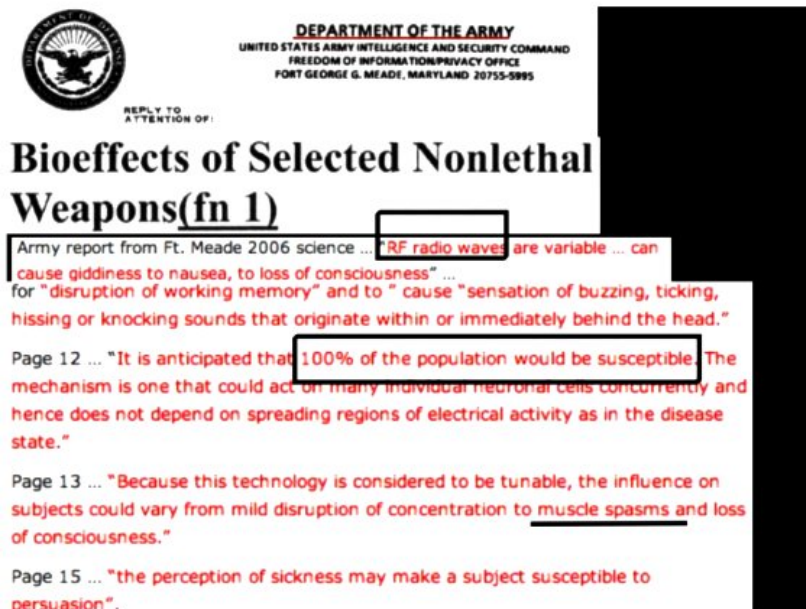 DEPARTMENT OF THE ARMY
UNITED STATES ARMY INTELLIGENCE AND SECURITY COMMAND
FREEDOM OF INFORMATION/PRIVACY OFFICE
FORT GEORGE G. MEADE, MARYLAND 20755-5995
REPLY TO
ATTENTION OF:
Bioeffects of Selected Nonlethal
Weapons(fn 1)
Army report from Ft. Meade 2006 science ... "RF radio waves are variable ... can
cause giddiness to nausea, to loss of consciousness" ...
for "disruption of working memory" and to " cause "sensation of buzzing, ticking,
hissing or knocking sounds that originate within or immediately behind the head."
Page 12 ... "It is anticipated that 100% of the population would be susceptible. The
mechanism is one that could act on many individual neuronal cells concurrently and
hence does not depend on spreading regions of electrical activity as in the disease
state."
Page 13 ... "Because this technology is considered to be tunable, the influence on
subjects could vary from mild disruption of concentration to muscle spasms and loss
of consciousness."
Page 15 ... "the perception of sickness may make a subject susceptible to
persuasion".